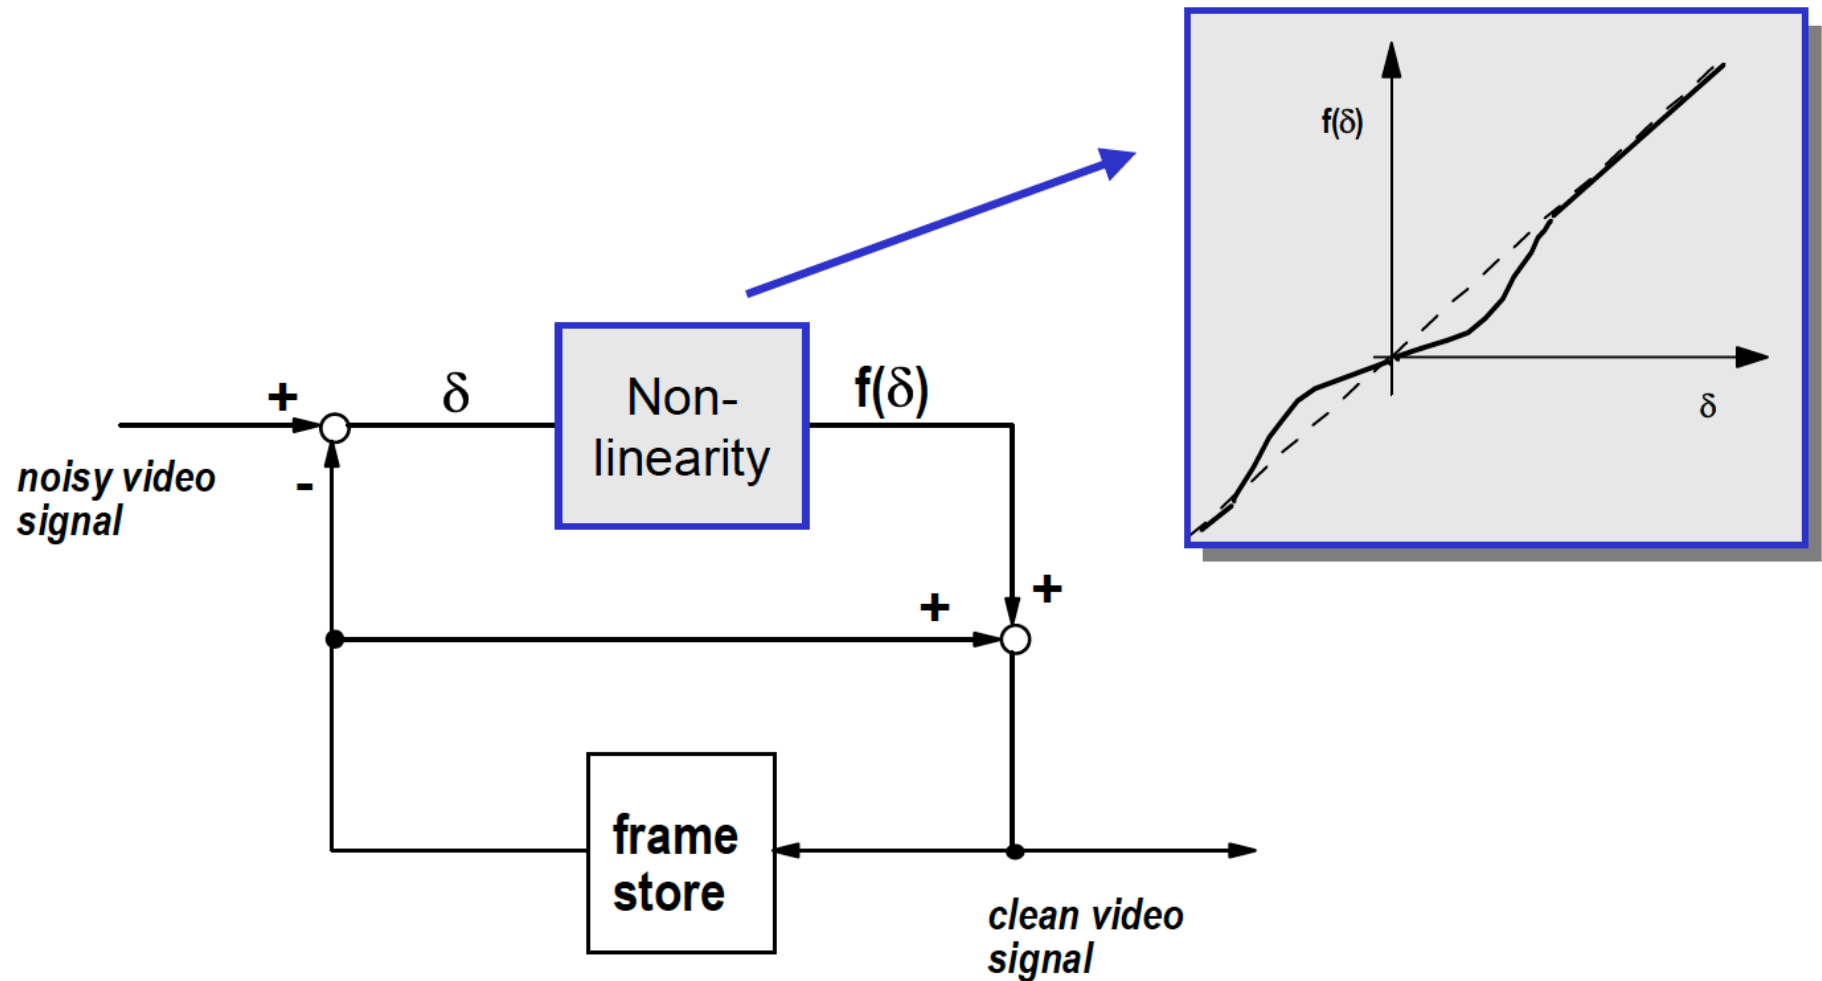 f(δ)
δ
+
δ
Non-
linearity
f(δ)
noisy video
signal
-
+
+
frame
store
clean video
signal